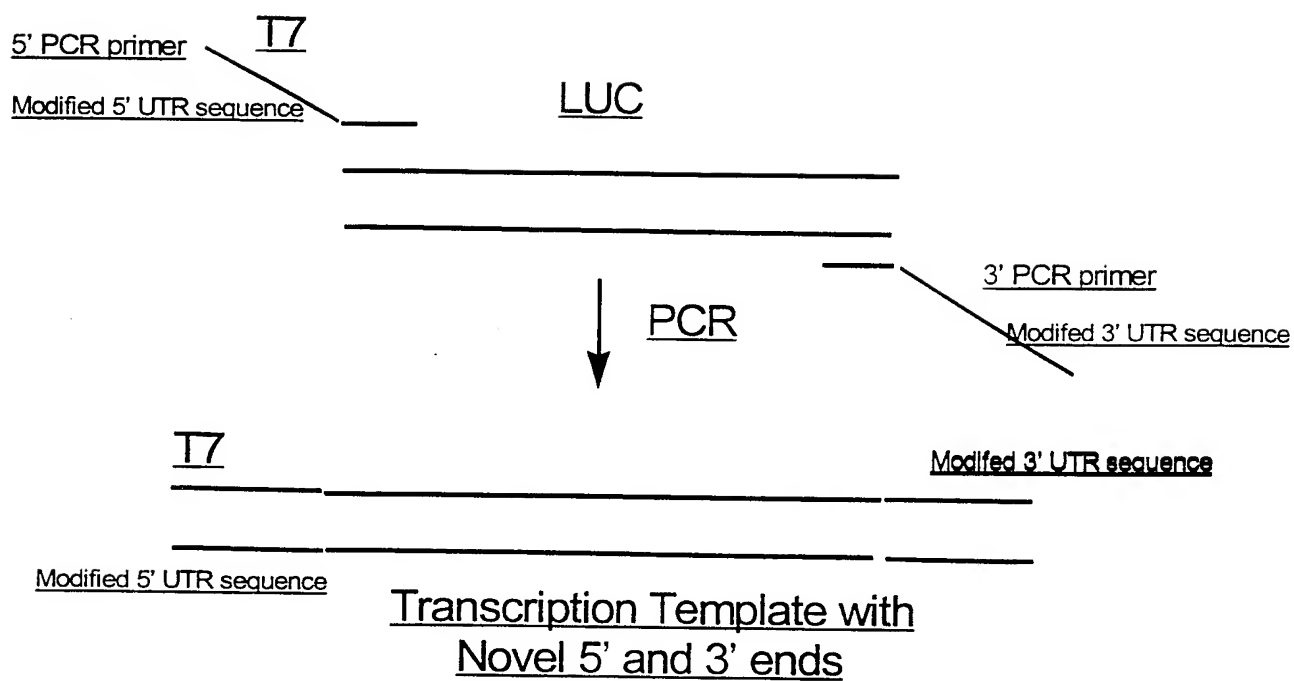 T7
5' PCR primer
Modified 5' UTR sequence
LUC
3' PCR primer
Modifed 3' UTR sequence
PCR
T7
Modifed 3' UTR sequence
Modified 5' UTR sequence
Transcription Template with
Novel 5' and 3' ends